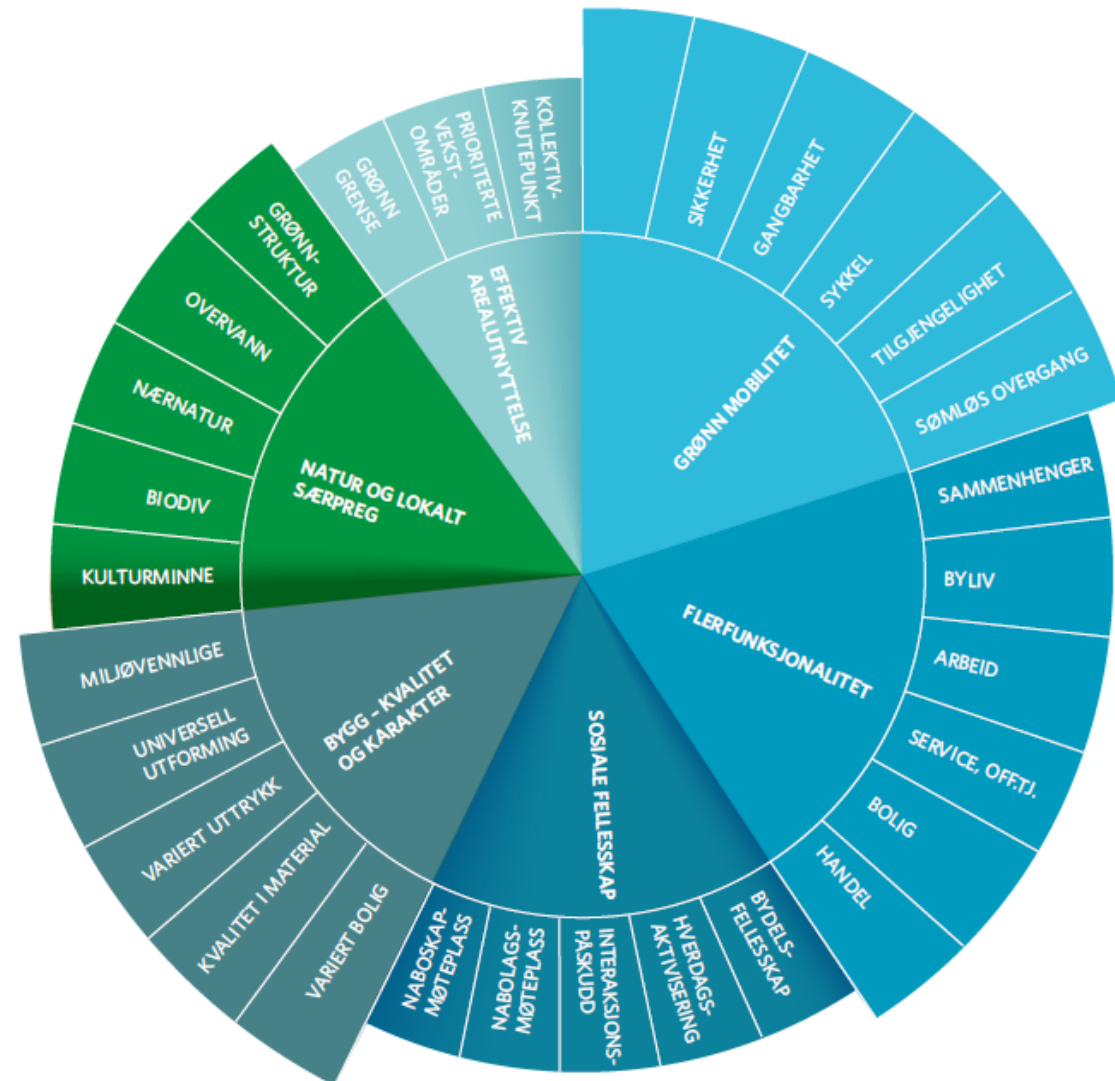 KOLLEKTIV-
KNUTEPUNKT
PRIORITERTE
VEKST-
OMRÅDER
GRØNN
GRENSE
EFFEKTIV
AREALUTNYTTELSE
SIKKERHET
GANGBARHET
SYKKEL
TILGJENGELIGHET
SØMLØS OVERGANG
GRØNN MOBILITET
SAMMENHENGER
BYLIV
ARBEID
SERVICE, OFF.TJ.
BOLIG
HANDEL
FLERFUNKSJONALITET
BYDELS-
FELLESSKAP
HVERDAGS-
AKTIVISERING
INTERAKSJONS-
PÅSKUDD
NABOLAGS-
MØTEPLASS
NABOSKAP-
MØTEPLASS
SOSIALE FELLESSKAP
VARIERT BOLIG
KVALITET I MATERIAL
VARIERT UTTRYKK
UNIVERSELL
UTFORMING
MILJØVENNLIGE
BYGG – KVALITET
OG KARAKTER
KULTURMINNE
BIODIV
NÆRNATUR
OVERVANN
GRØNN-
STRUKTUR
NATUR OG LOKALT
SÆRPREG